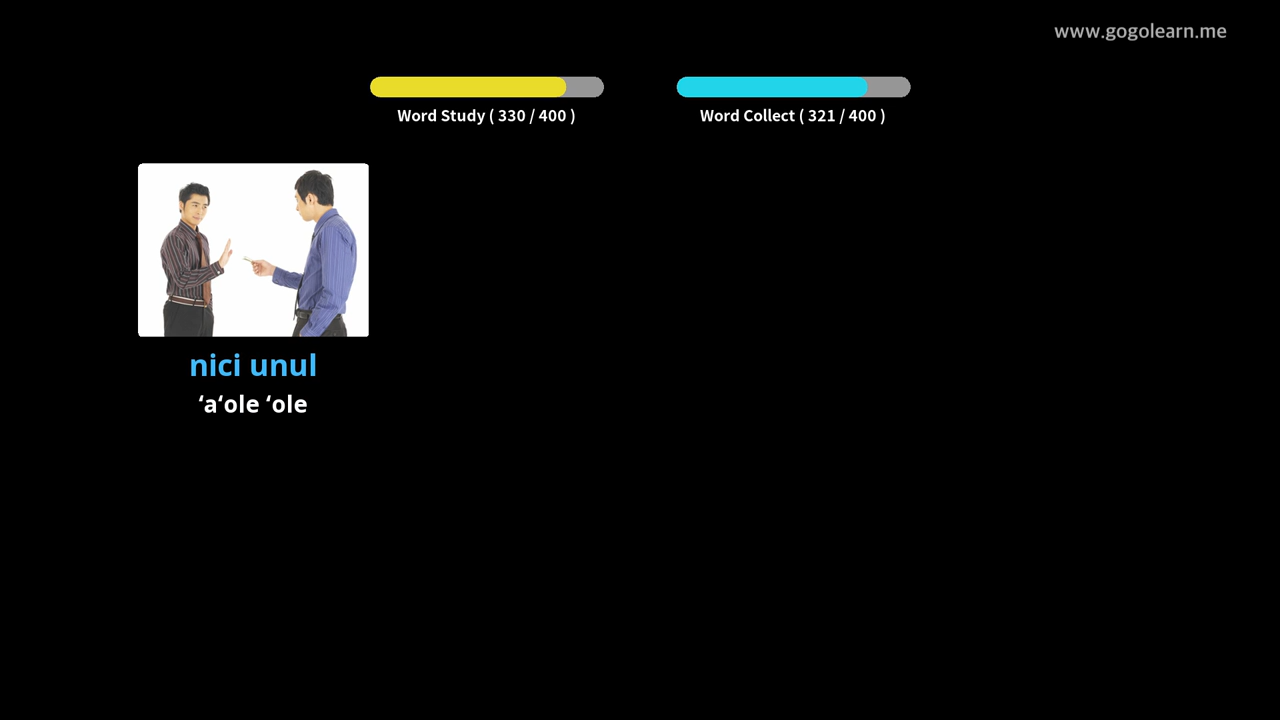 www.gogolearn.me
Word Study ( 330 / 400 )
Word Collect ( 321 / 400 )
nici unul
ʻaʻole ʻole